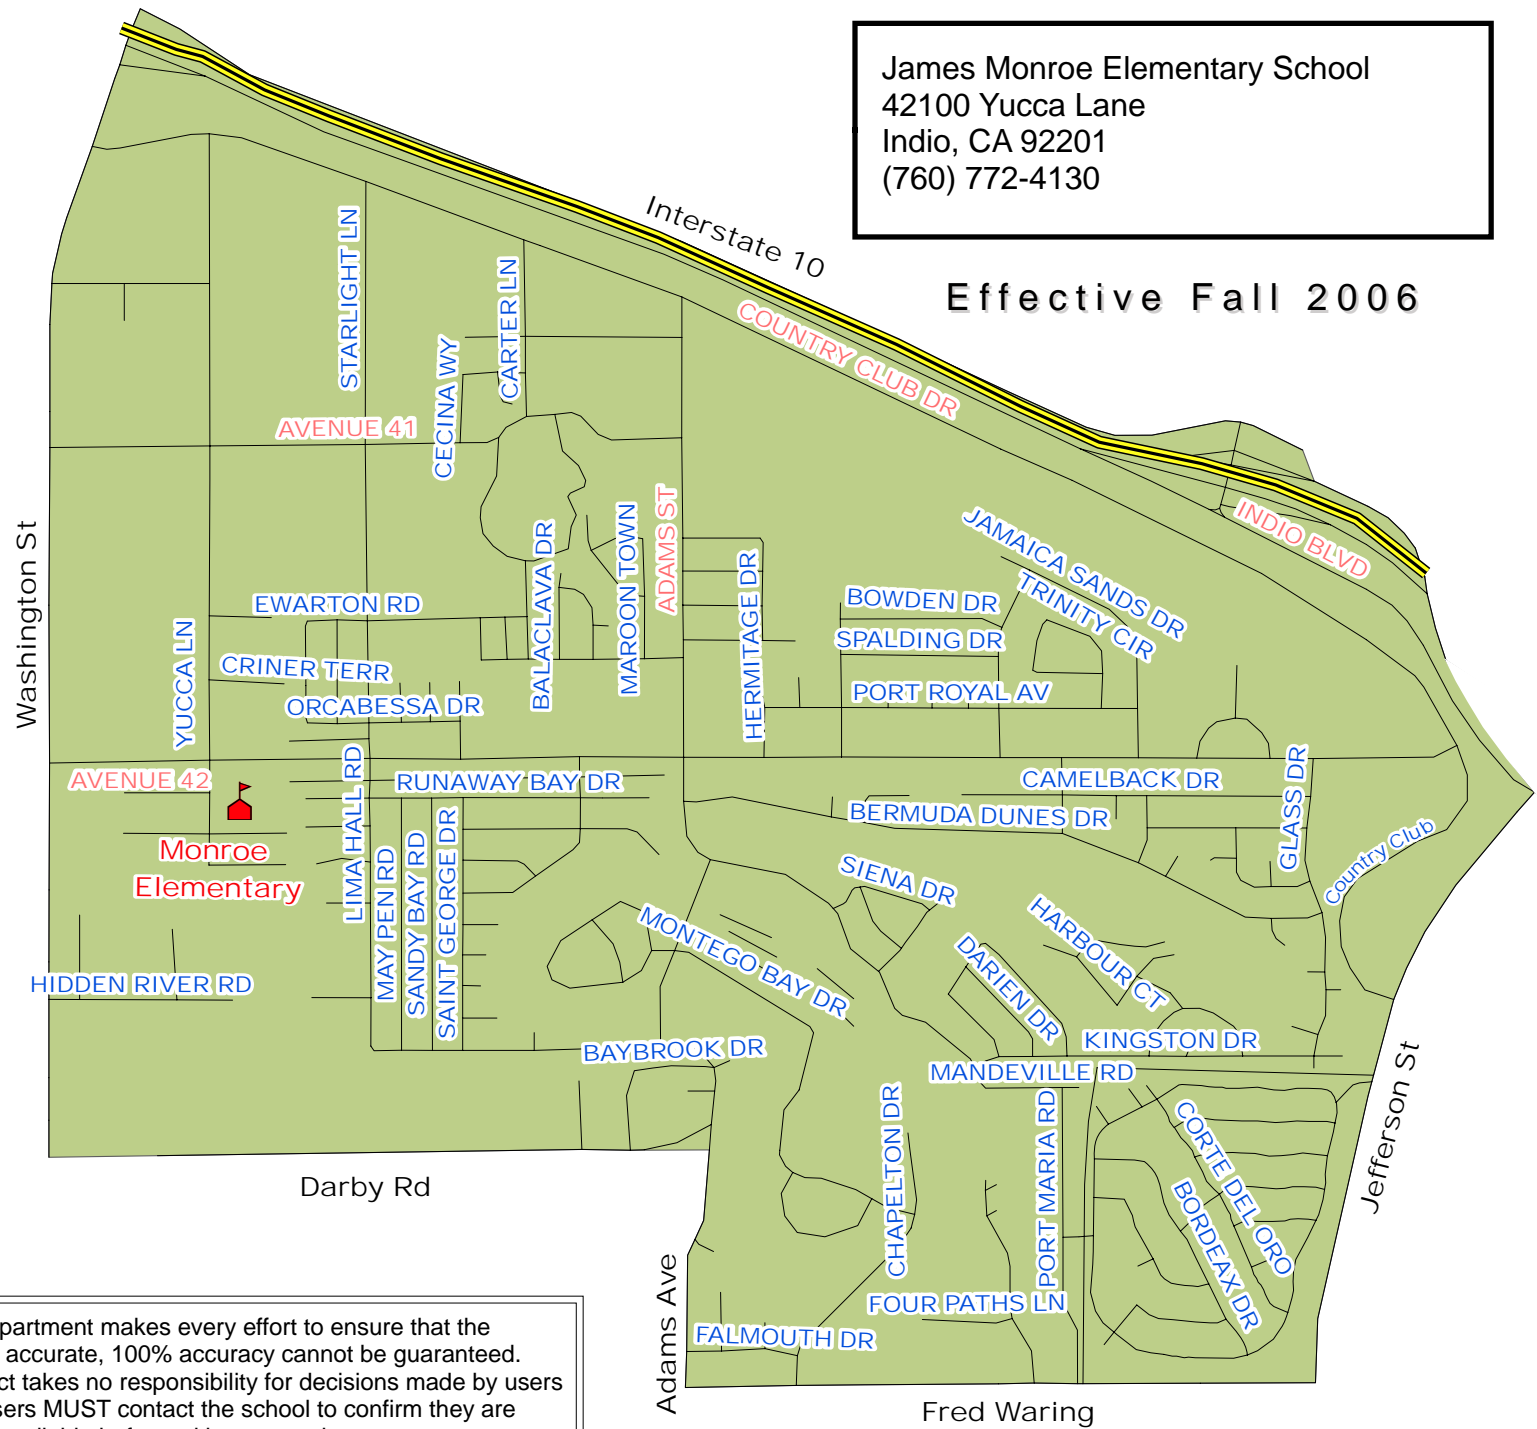 James Monroe Elementary School
42100 Yucca Lane
Indio, CA 92201
(760) 772-4130
Effective Fall 2006
Interstate 10
COUNTRY CLUB DR
STARLIGHT LN
CARTER LN
CECINA WY
AVENUE 41
INDIO BLVD
Washington St
ADAMS ST
MAROON TOWN
BALACLAVA DR
HERMITAGE DR
JAMAICA SANDS DR
TRINITY CIR
BOWDEN DR
SPALDING DR
PORT ROYAL AV
EWARTON RD
YUCCA LN
CRINER TERR
ORCABESSA DR
AVENUE 42
LIMA HALL RD
RUNAWAY BAY DR
CAMELBACK DR
GLASS DR
BERMUDA DUNES DR
Monroe
Elementary
MAY PEN RD
SANDY BAY RD
SAINT GEORGE DR
Country Club
SIENA DR
MONTEGO BAY DR
HARBOUR CT
DARIEN DR
HIDDEN RIVER RD
BAYBROOK DR
KINGSTON DR
MANDEVILLE RD
CHAPELTON DR
PORT MARIA RD
CORTE DEL ORO
BORDEAX DR
Jefferson St
Darby Rd
Adams Ave
FOUR PATHS LN
FALMOUTH DR
Fred Waring
partment makes every effort to ensure that the
accurate, 100% accuracy cannot be guaranteed.
ct takes no responsibility for decisions made by users
sers MUST contact the school to confirm they are